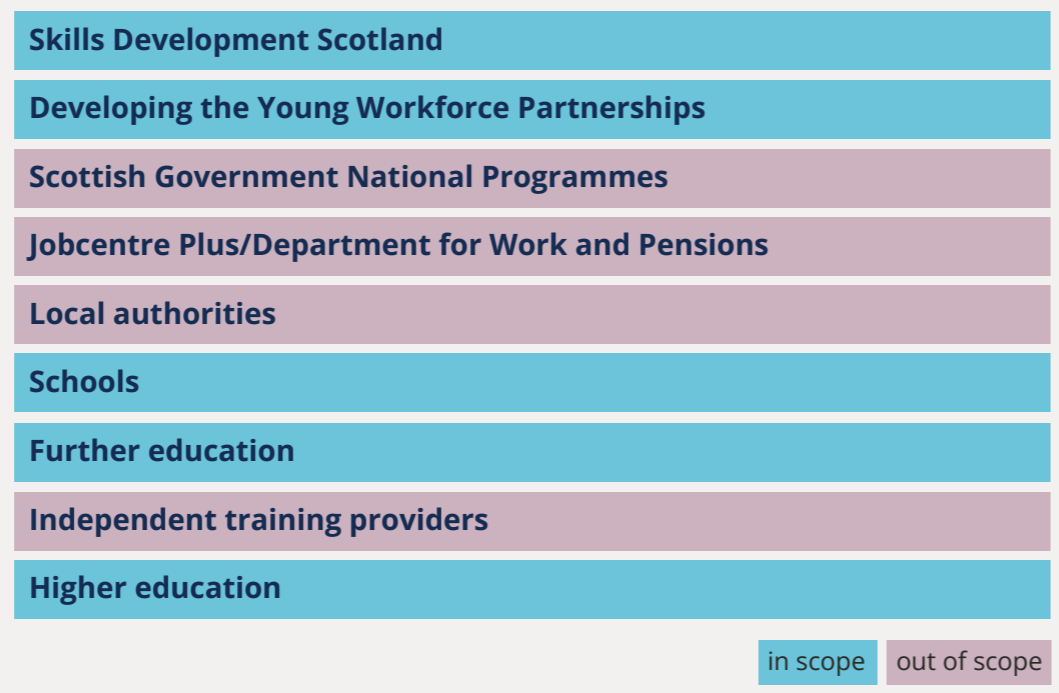 Skills Development Scotland
Developing the Young Workforce Partnerships
Scottish Government National Programmes
Jobcentre Plus/Department for Work and Pensions
Local authorities
Schools
Further education
Independent training providers
Higher education
in scope
out of scope